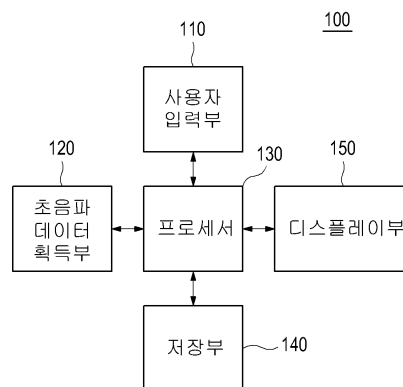 100
110
사용자
입력부
120
130
150
초음파
데이터
획득부
프로세서
디스플레이부
저장부
140